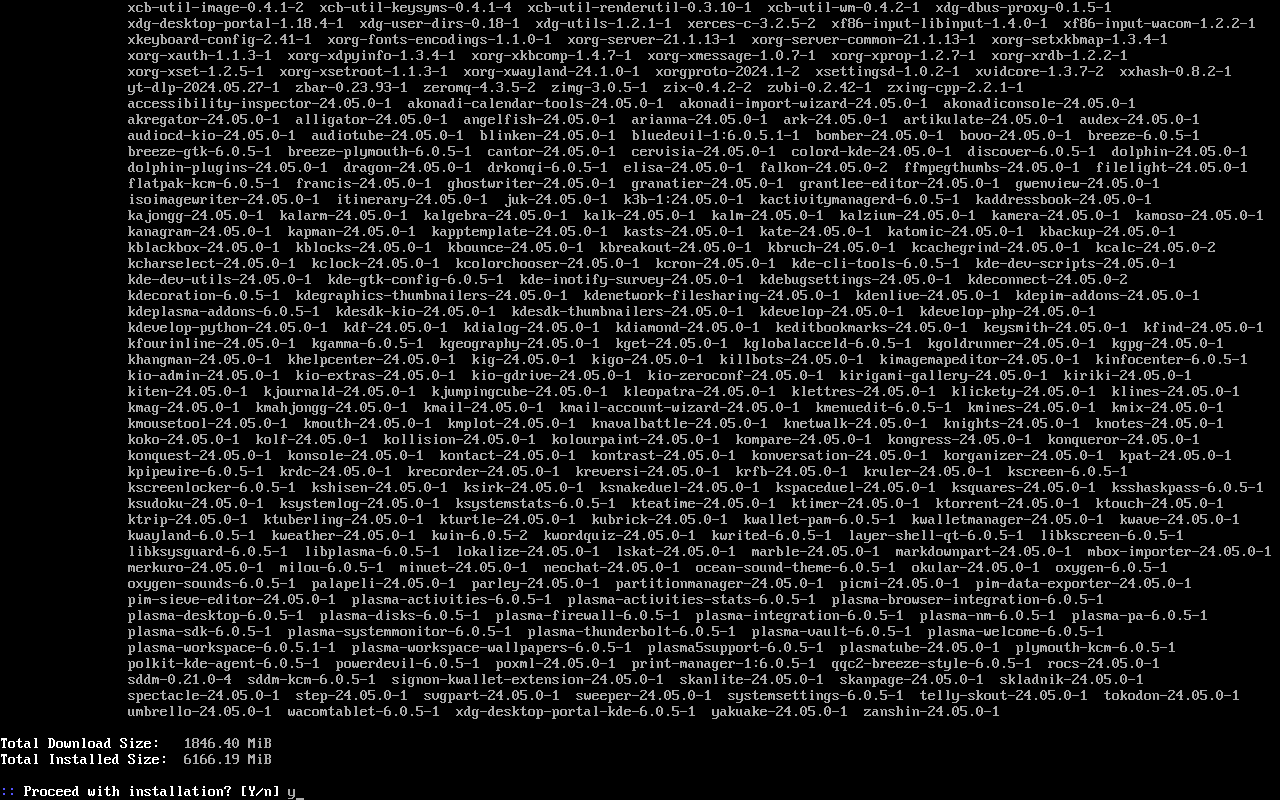 xcb-util-image-0.4.1-2  xcb-util-keysyms-0.4.1-4  xcb-util-renderutil-0.3.10-1  xcb-util-wm-0.4.2-1  xdg-dbus-proxy-0.1.5-1
xdg-desktop-portal-1.18.4-1  xdg-user-dirs-0.18-1  xdg-utils-1.2.1-1  xerces-c-3.2.5-2  xf86-input-libinput-1.4.0-1  xf86-input-wacom-1.2.2-1
xkeyboard-config-2.41-1  xorg-fonts-encodings-1.1.0-1  xorg-server-21.1.13-1  xorg-server-common-21.1.13-1  xorg-setxkbmap-1.3.4-1
xorg-xauth-1.1.3-1  xorg-xdpyinfo-1.3.4-1  xorg-xkbcomp-1.4.7-1  xorg-xmessage-1.0.7-1  xorg-xprop-1.2.7-1  xorg-xrdb-1.2.2-1
xorg-xset-1.2.5-1  xorg-xsetroot-1.1.3-1  xorg-xwayland-24.1.0-1  xorgproto-2024.1-2  xsettingsd-1.0.2-1  xvidcore-1.3.7-2  xxhash-0.8.2-1
yt-dlp-2024.05.27-1  zbar-0.23.93-1  zeromq-4.3.5-2  zimg-3.0.5-1  zix-0.4.2-2  zvbi-0.2.42-1  zxing-cpp-2.2.1-1
accessibility-inspector-24.05.0-1  akonadi-calendar-tools-24.05.0-1  akonadi-import-wizard-24.05.0-1  akonadiconsole-24.05.0-1
akregator-24.05.0-1  alligator-24.05.0-1  angelfish-24.05.0-1  arianna-24.05.0-1  ark-24.05.0-1  artikulate-24.05.0-1  audex-24.05.0-1
audiocd-kio-24.05.0-1  audiotube-24.05.0-1  blinken-24.05.0-1  bluedevil-1:6.0.5.1-1  bomber-24.05.0-1  bovo-24.05.0-1  breeze-6.0.5-1
breeze-gtk-6.0.5-1  breeze-plymouth-6.0.5-1  cantor-24.05.0-1  cervisia-24.05.0-1  colord-kde-24.05.0-1  discover-6.0.5-1  dolphin-24.05.0-1
dolphin-plugins-24.05.0-1  dragon-24.05.0-1  drkonqi-6.0.5-1  elisa-24.05.0-1  falkon-24.05.0-2  ffmpegthumbs-24.05.0-1  filelight-24.05.0-1
flatpak-kcm-6.0.5-1  francis-24.05.0-1  ghostwriter-24.05.0-1  granatier-24.05.0-1  grantlee-editor-24.05.0-1  gwenview-24.05.0-1
isoimagewriter-24.05.0-1  itinerary-24.05.0-1  juk-24.05.0-1  k3b-1:24.05.0-1  kactivitymanagerd-6.0.5-1  kaddressbook-24.05.0-1
kajongg-24.05.0-1  kalarm-24.05.0-1  kalgebra-24.05.0-1  kalk-24.05.0-1  kalm-24.05.0-1  kalzium-24.05.0-1  kamera-24.05.0-1  kamoso-24.05.0-1
kanagram-24.05.0-1  kapman-24.05.0-1  kapptemplate-24.05.0-1  kasts-24.05.0-1  kate-24.05.0-1  katomic-24.05.0-1  kbackup-24.05.0-1
kblackbox-24.05.0-1  kblocks-24.05.0-1  kbounce-24.05.0-1  kbreakout-24.05.0-1  kbruch-24.05.0-1  kcachegrind-24.05.0-1  kcalc-24.05.0-2
kcharselect-24.05.0-1  kclock-24.05.0-1  kcolorchooser-24.05.0-1  kcron-24.05.0-1  kde-cli-tools-6.0.5-1  kde-dev-scripts-24.05.0-1
kde-dev-utils-24.05.0-1  kde-gtk-config-6.0.5-1  kde-inotify-survey-24.05.0-1  kdebugsettings-24.05.0-1  kdeconnect-24.05.0-2
kdecoration-6.0.5-1  kdegraphics-thumbnailers-24.05.0-1  kdenetwork-filesharing-24.05.0-1  kdenlive-24.05.0-1  kdepim-addons-24.05.0-1
kdeplasma-addons-6.0.5-1  kdesdk-kio-24.05.0-1  kdesdk-thumbnailers-24.05.0-1  kdevelop-24.05.0-1  kdevelop-php-24.05.0-1
kdevelop-python-24.05.0-1  kdf-24.05.0-1  kdialog-24.05.0-1  kdiamond-24.05.0-1  keditbookmarks-24.05.0-1  keysmith-24.05.0-1  kfind-24.05.0-1
kfourinline-24.05.0-1  kgamma-6.0.5-1  kgeography-24.05.0-1  kget-24.05.0-1  kglobalacceld-6.0.5-1  kgoldrunner-24.05.0-1  kgpg-24.05.0-1
khangman-24.05.0-1  khelpcenter-24.05.0-1  kig-24.05.0-1  kigo-24.05.0-1  killbots-24.05.0-1  kimagemapeditor-24.05.0-1  kinfocenter-6.0.5-1
kio-admin-24.05.0-1  kio-extras-24.05.0-1  kio-gdrive-24.05.0-1  kio-zeroconf-24.05.0-1  kirigami-gallery-24.05.0-1  kiriki-24.05.0-1
kiten-24.05.0-1  kjournald-24.05.0-1  kjumpingcube-24.05.0-1  kleopatra-24.05.0-1  klettres-24.05.0-1  klickety-24.05.0-1  klines-24.05.0-1
kmag-24.05.0-1  kmahjongg-24.05.0-1  kmail-24.05.0-1  kmail-account-wizard-24.05.0-1  kmenuedit-6.0.5-1  kmines-24.05.0-1  kmix-24.05.0-1
kmousetool-24.05.0-1  kmouth-24.05.0-1  kmplot-24.05.0-1  knavalbattle-24.05.0-1  knetwalk-24.05.0-1  knights-24.05.0-1  knotes-24.05.0-1
koko-24.05.0-1  kolf-24.05.0-1  kollision-24.05.0-1  kolourpaint-24.05.0-1  kompare-24.05.0-1  kongress-24.05.0-1  konqueror-24.05.0-1
konquest-24.05.0-1  konsole-24.05.0-1  kontact-24.05.0-1  kontrast-24.05.0-1  konversation-24.05.0-1  korganizer-24.05.0-1  kpat-24.05.0-1
kpipewire-6.0.5-1  krdc-24.05.0-1  krecorder-24.05.0-1  kreversi-24.05.0-1  krfb-24.05.0-1  kruler-24.05.0-1  kscreen-6.0.5-1
kscreenlocker-6.0.5-1  kshisen-24.05.0-1  ksirk-24.05.0-1  ksnakeduel-24.05.0-1  kspaceduel-24.05.0-1  ksquares-24.05.0-1  ksshaskpass-6.0.5-1
ksudoku-24.05.0-1  ksystemlog-24.05.0-1  ksystemstats-6.0.5-1  kteatime-24.05.0-1  ktimer-24.05.0-1  ktorrent-24.05.0-1  ktouch-24.05.0-1
ktrip-24.05.0-1  ktuberling-24.05.0-1  kturtle-24.05.0-1  kubrick-24.05.0-1  kwallet-pam-6.0.5-1  kwalletmanager-24.05.0-1  kwave-24.05.0-1
kwayland-6.0.5-1  kweather-24.05.0-1  kwin-6.0.5-2  kwordquiz-24.05.0-1  kwrited-6.0.5-1  layer-shell-qt-6.0.5-1  libkscreen-6.0.5-1
libksysguard-6.0.5-1  libplasma-6.0.5-1  lokalize-24.05.0-1  lskat-24.05.0-1  marble-24.05.0-1  markdownpart-24.05.0-1  mbox-importer-24.05.0-1
merkuro-24.05.0-1  milou-6.0.5-1  minuet-24.05.0-1  neochat-24.05.0-1  ocean-sound-theme-6.0.5-1  okular-24.05.0-1  oxygen-6.0.5-1
oxygen-sounds-6.0.5-1  palapeli-24.05.0-1  parley-24.05.0-1  partitionmanager-24.05.0-1  picmi-24.05.0-1  pim-data-exporter-24.05.0-1
pim-sieve-editor-24.05.0-1  plasma-activities-6.0.5-1  plasma-activities-stats-6.0.5-1  plasma-browser-integration-6.0.5-1
plasma-desktop-6.0.5-1  plasma-disks-6.0.5-1  plasma-firewall-6.0.5-1  plasma-integration-6.0.5-1  plasma-nm-6.0.5-1  plasma-pa-6.0.5-1
plasma-sdk-6.0.5-1  plasma-systemmonitor-6.0.5-1  plasma-thunderbolt-6.0.5-1  plasma-vault-6.0.5-1  plasma-welcome-6.0.5-1
plasma-workspace-6.0.5.1-1  plasma-workspace-wallpapers-6.0.5-1  plasma5support-6.0.5-1  plasmatube-24.05.0-1  plymouth-kcm-6.0.5-1
polkit-kde-agent-6.0.5-1  powerdevil-6.0.5-1  poxml-24.05.0-1  print-manager-1:6.0.5-1  qqc2-breeze-style-6.0.5-1  rocs-24.05.0-1
sddm-0.21.0-4  sddm-kcm-6.0.5-1  signon-kwallet-extension-24.05.0-1  skanlite-24.05.0-1  skanpage-24.05.0-1  skladnik-24.05.0-1
spectacle-24.05.0-1  step-24.05.0-1  svgpart-24.05.0-1  sweeper-24.05.0-1  systemsettings-6.0.5-1  telly-skout-24.05.0-1  tokodon-24.05.0-1
umbrello-24.05.0-1  wacomtablet-6.0.5-1  xdg-desktop-portal-kde-6.0.5-1  yakuake-24.05.0-1  zanshin-24.05.0-1
Total Download Size:   1846.40 MiB
Total Installed Size:  6166.19 MiB
:: Proceed with installation? [Y/n] y_